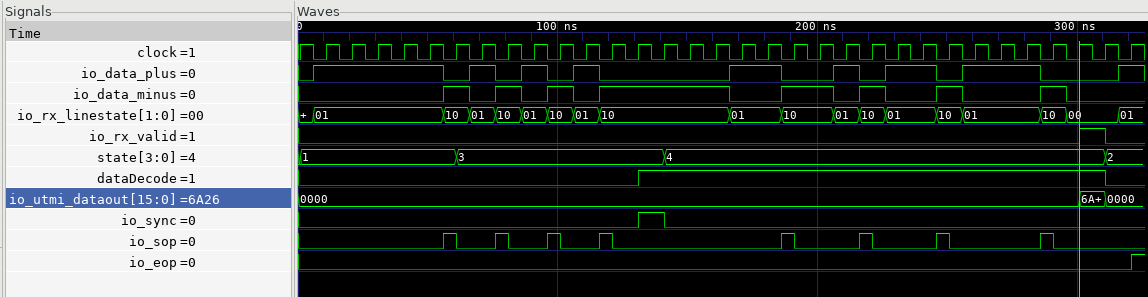 Signals
Waves
Time
0 100 ns 200 ns 300 ns
clock=1
io_data_plus=0
io_data_minus=0
io_rx_linestate[1:0]=00 + 01 10 01 10 01 10 01 10 01 10 01 10 01 10 01 10 00 01
io_rx_valid=1
state[3:0]=4 1 3 4 2
dataDecode=1
io_utmi_dataout[15:0]=6A26 0000 6A+ 0000
io_sync=0
io_sop=0
io_eop=0